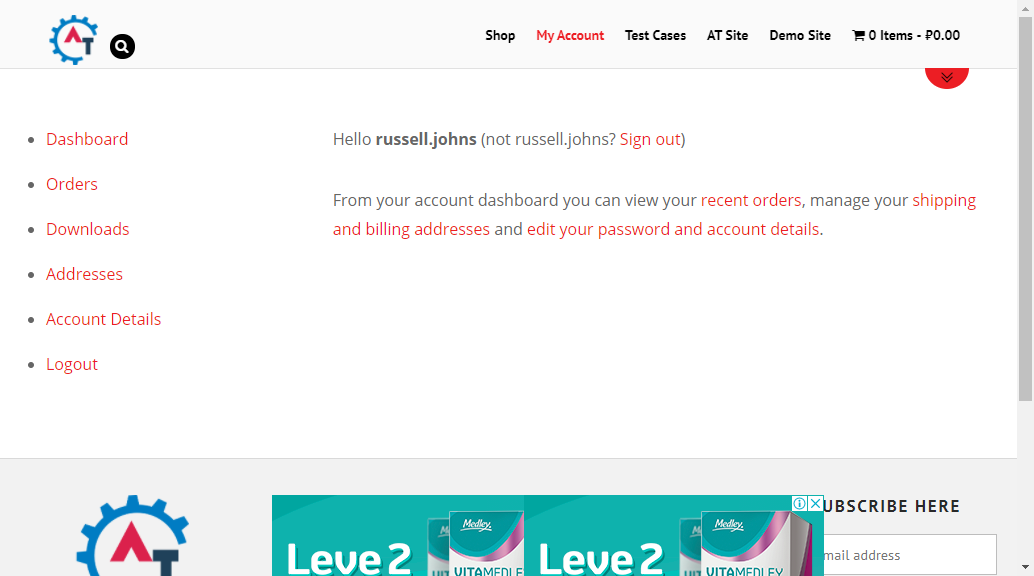 AT
Shop My Account Test Cases AT Site Demo Site 0 Items - ₽0.00
Dashboard
Orders
Downloads
Addresses
Account Details
Logout
Hello russell.johns (not russell.johns? Sign out)
From your account dashboard you can view your recent orders, manage your shipping
and billing addresses and edit your password and account details.
AT
Leve 2
Medley
VITAMEDLE
Leve 2
Medley
VITAMEDLEY
UBSCRIBE HERE
mail address